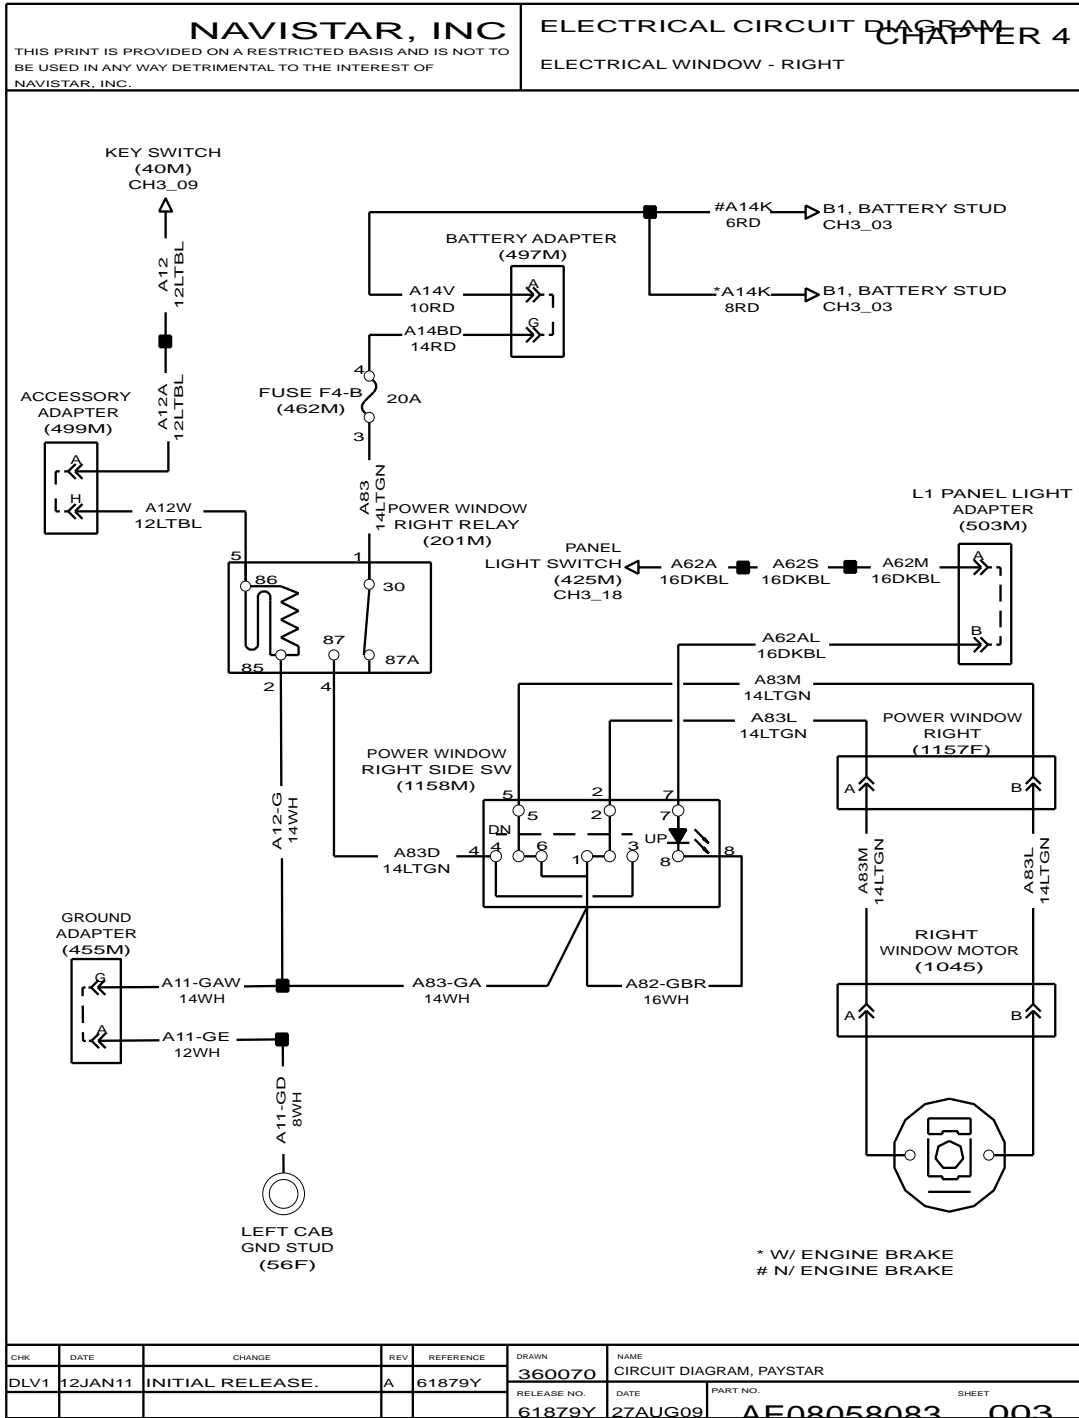 NAVISTAR, INC
THIS PRINT IS PROVIDED ON A RESTRICTED BASIS AND IS NOT TO
BE USED IN ANY WAY DETRIMENTAL TO THE INTEREST OF
NAVISTAR, INC.
ELECTRICAL CIRCUIT DIAGRAM
CHAPTER 4
ELECTRICAL WINDOW - RIGHT
KEY SWITCH
(40M)
CH3_09
A12
12LTBL
A12A
12LTBL
ACCESSORY
ADAPTER
(499M)
A
H
A12W
12LTBL
BATTERY ADAPTER
(497M)
A
G
A14V
10RD
A14BD
14RD
#A14K
6RD
B1, BATTERY STUD
CH3_03
*A14K
8RD
B1, BATTERY STUD
CH3_03
4
FUSE F4-B
(462M)
20A
3
A83
14LTGN
POWER WINDOW
RIGHT RELAY
(201M)
5
1
86
30
87
85
87A
2
4
PANEL
LIGHT SWITCH
(425M)
CH3_18
A62A
16DKBL
A62S
16DKBL
A62M
16DKBL
L1 PANEL LIGHT
ADAPTER
(503M)
A
B
A62AL
16DKBL
A83M
14LTGN
A83L
14LTGN
POWER WINDOW
RIGHT
(1157F)
A
B
POWER WINDOW
RIGHT SIDE SW
(1158M)
5
2
7
5
2
7
DN
UP
4
4
6
1
3
8
8
A12-G
14WH
A83D
14LTGN
A83M
14LTGN
A83L
14LTGN
GROUND
ADAPTER
(455M)
G
A
A11-GAW
14WH
A11-GE
12WH
A83-GA
14WH
A82-GBR
16WH
RIGHT
WINDOW MOTOR
(1045)
A
B
A11-GD
8WH
LEFT CAB
GND STUD
(56F)
* W/ ENGINE BRAKE
# N/ ENGINE BRAKE
CHK DATE CHANGE REV REFERENCE
DLV1 12JAN11 INITIAL RELEASE. A 61879Y
DRAWN
360070
NAME
CIRCUIT DIAGRAM, PAYSTAR
RELEASE NO.
61879Y
DATE
27AUG09
PART NO.
AE08058083
SHEET
003